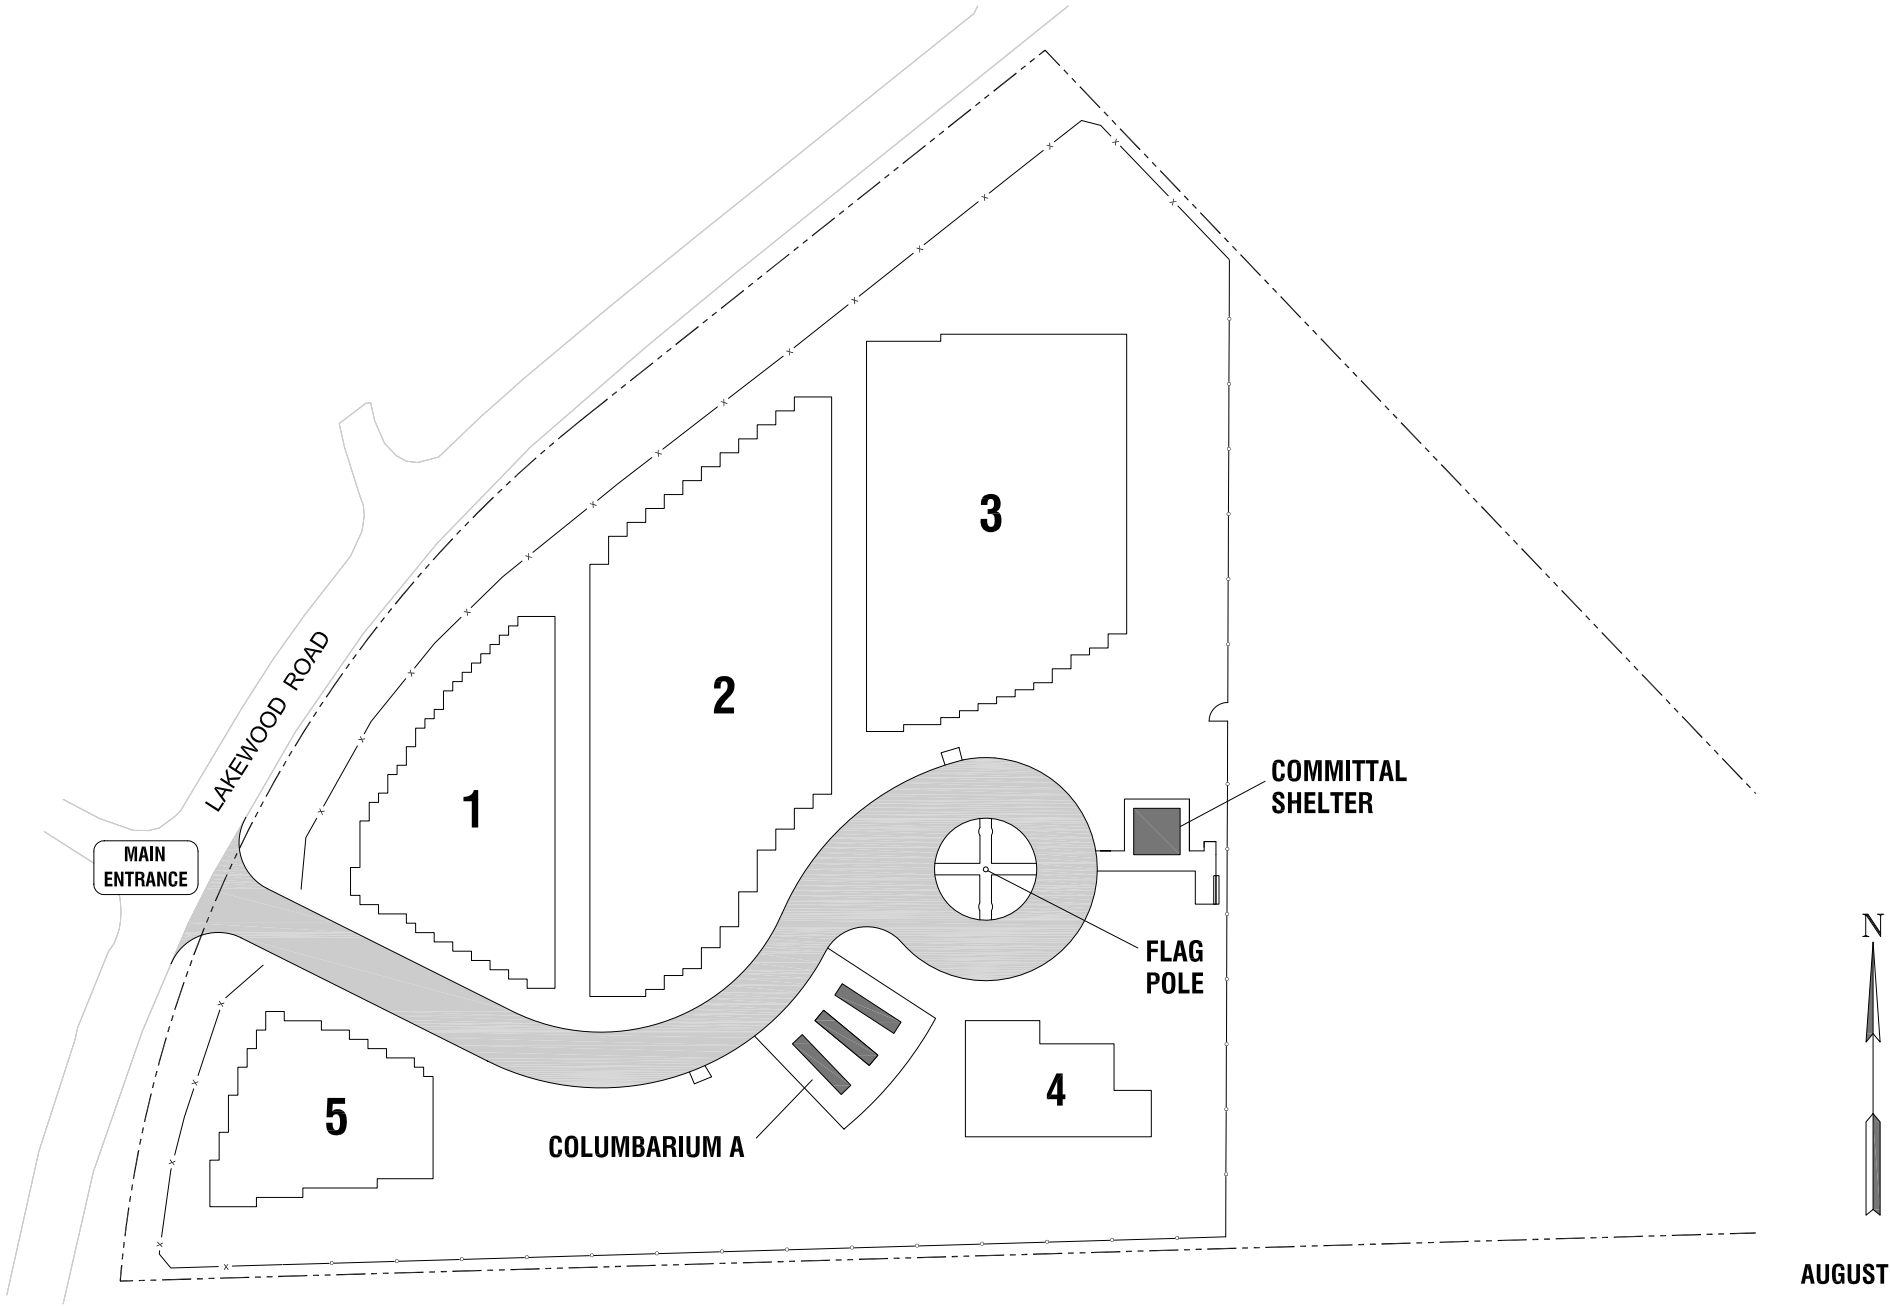 3
2
LAKEWOOD ROAD
1
COMMITTAL
SHELTER
MAIN
ENTRANCE
FLAG
POLE
N
4
5
COLUMBARIUM A
AUGUST